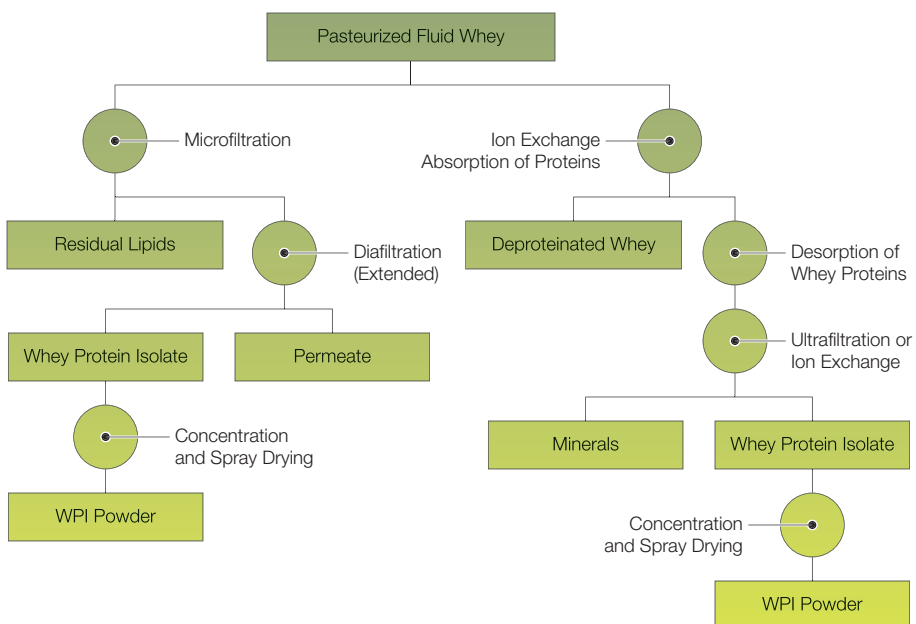 Pasteurized Fluid Whey
Microfiltration
Ion Exchange
Absorption of Proteins
Residual Lipids
Diafiltration
(Extended)
Deproteinated Whey
Desorption of
Whey Proteins
Whey Protein Isolate
Permeate
Ultrafiltration or
Ion Exchange
Concentration
and Spray Drying
Minerals
Whey Protein Isolate
WPI Powder
Concentration
and Spray Drying
WPI Powder